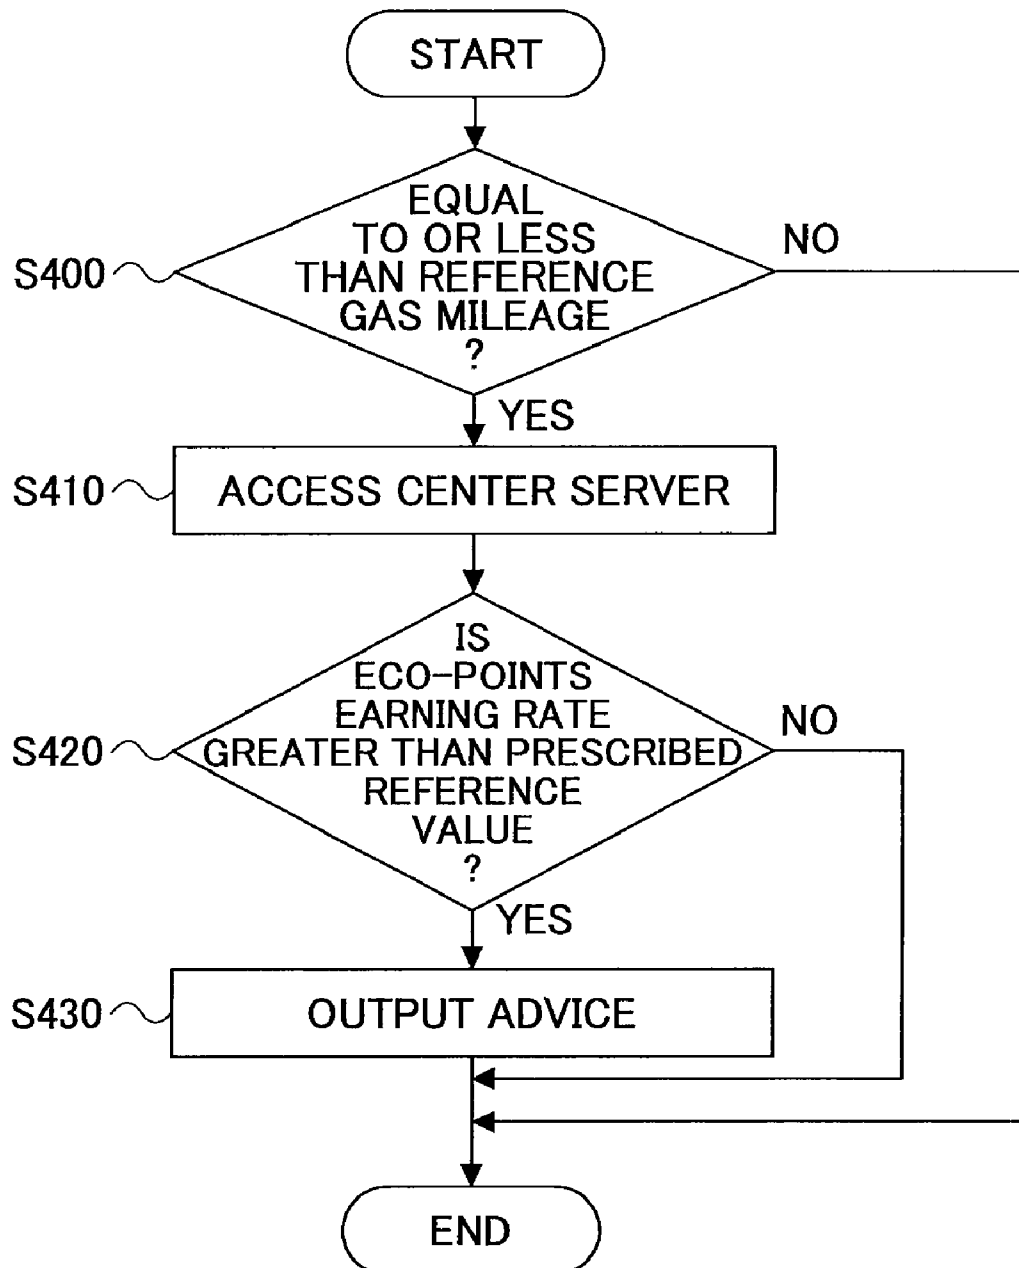 START
EQUAL
TO OR LESS
THAN REFERENCE
GAS MILEAGE
?
NO
S400
YES
S410
ACCESS CENTER SERVER
IS
ECO-POINTS
EARNING RATE
GREATER THAN PRESCRIBED
REFERENCE
VALUE
?
NO
S420
YES
S430
OUTPUT ADVICE
END